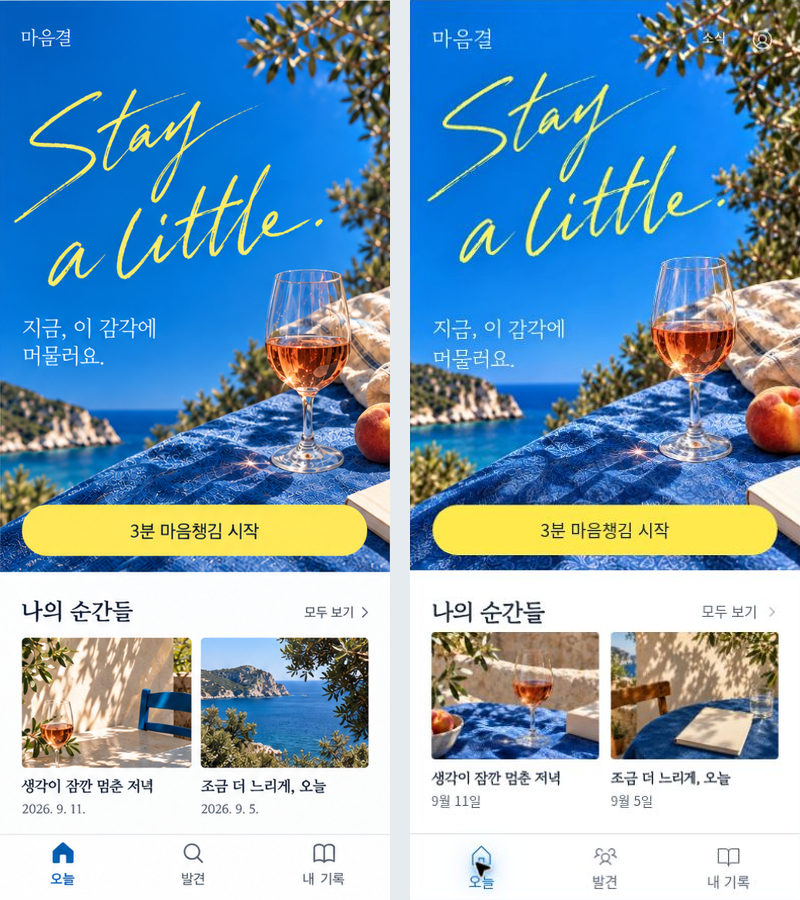 마음결
Stay
a little.
지금, 이 감각에
머물러요.
3분 마음챙김 시작
나의 순간들
모두 보기
생각이 잠깐 멈춘 저녁
2026. 9. 11.
조금 더 느리게, 오늘
2026. 9. 5.
오늘
발견
내 기록
마음결
소식
Stay
a little.
지금, 이 감각에
머물러요.
3분 마음챙김 시작
나의 순간들
모두 보기
생각이 잠깐 멈춘 저녁
9월 11일
조금 더 느리게, 오늘
9월 5일
오늘
발견
내 기록